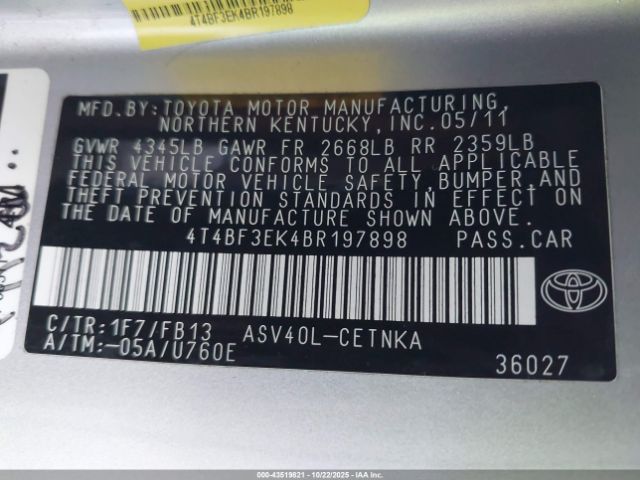 4T4BF3EK4BR197898
MFD.BY:TOYOTA MOTOR MANUFACTURING,
NORTHERN KENTUCKY,INC.05/11
GVWR 4345LB GAWR FR 2668LB RR 2359LB
THIS VEHICLE CONFORMS TO ALL APPLICABLE
FEDERAL MOTOR VEHICLE SAFETY,BUMPER,AND
THEFT PREVENTION STANDARDS IN EFFECT ON
THE DATE OF MANUFACTURE SHOWN ABOVE.
4T4BF3EK4BR197898 PASS.CAR
C/TR:1F7/FB13 ASV40L-CETNKA
A/TM:-05A/U760E
36027
000-43519821 | 10/22/2025 | IAAI.COM